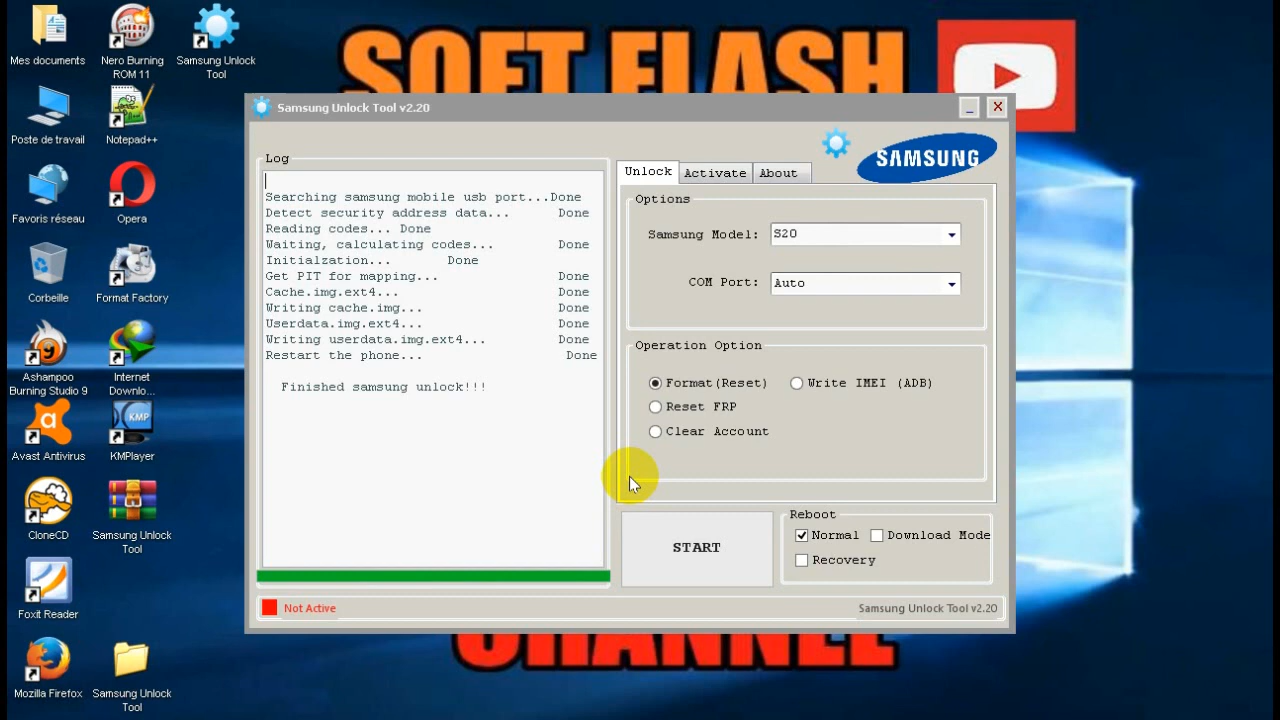 SOFT FLASH
Mes documents
Nero Burning
ROM 11
Samsung Unlock
Tool
Poste de travail
Notepad++
Favoris réseau
Opera
Corbeille
Format Factory
Ashampoo
Burning Studio 9
Internet
Downlo...
Avast Antivirus
KMPlayer
CloneCD
Samsung Unlock
Tool
Foxit Reader
Mozilla Firefox
Samsung Unlock
Tool
Samsung Unlock Tool v2.20
Log
Searching samsung mobile usb port...Done
Detect security address data... Done
Reading codes... Done
Waiting, calculating codes... Done
Initialzation... Done
Get PIT for mapping... Done
Cache.img.ext4... Done
Writing cache.img... Done
Userdata.img.ext4... Done
Writing userdata.img.ext4... Done
Restart the phone... Done
Finished samsung unlock!!!
SAMSUNG
Unlock Activate About
Options
Samsung Model: S20
COM Port: Auto
Operation Option
Format(Reset) Write IMEI (ADB)
Reset FRP
Clear Account
START
Reboot
Normal Download Mode
Recovery
Not Active
Samsung Unlock Tool v2.20
CHANNEL